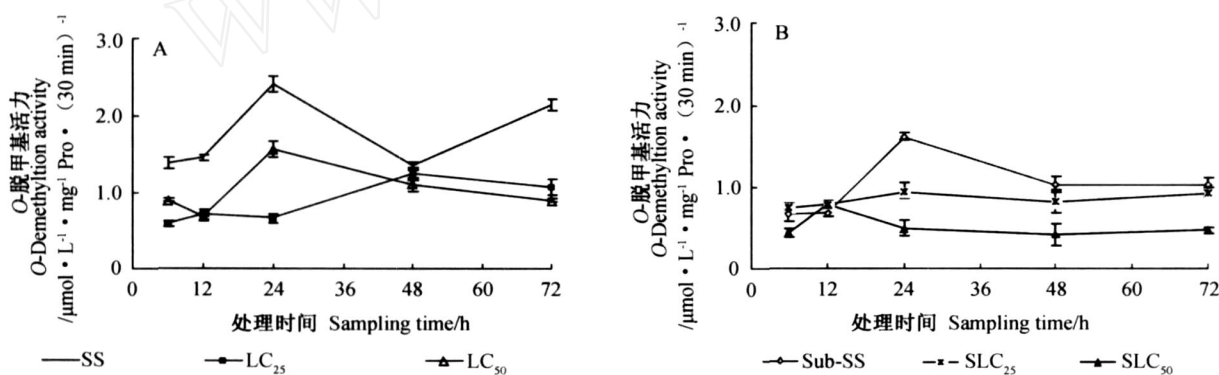 A
O-脱甲基活力
O-Demethyltion activity
/μmol·L⁻¹·mg⁻¹ Pro·（30 min）⁻¹
3.0
2.0
1.0
0
0 12 24 36 48 72
处理时间 Sampling time/h
SS LC₂₅ LC₅₀
B
O-脱甲基活力
O-Demethyltion activity
/μmol·L⁻¹·mg⁻¹ Pro·（30 min）⁻¹
3.0
2.0
1.0
0
0 12 24 36 48 60 72
处理时间 Sampling time/h
Sub-SS SLC₂₅ SLC₅₀